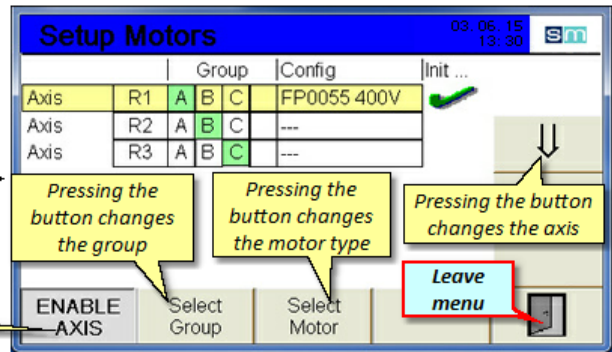 Setup Motors
03. 06. 15
13: 30
sm
Group Config Init ...
Axis R1 A B C FP0055 400V
Axis R2 A B C ---
Axis R3 A B C ---
Pressing the
button changes
the group
Pressing the
button changes
the motor type
Pressing the button
changes the axis
Leave
menu
ENABLE
AXIS
Select
Group
Select
Motor